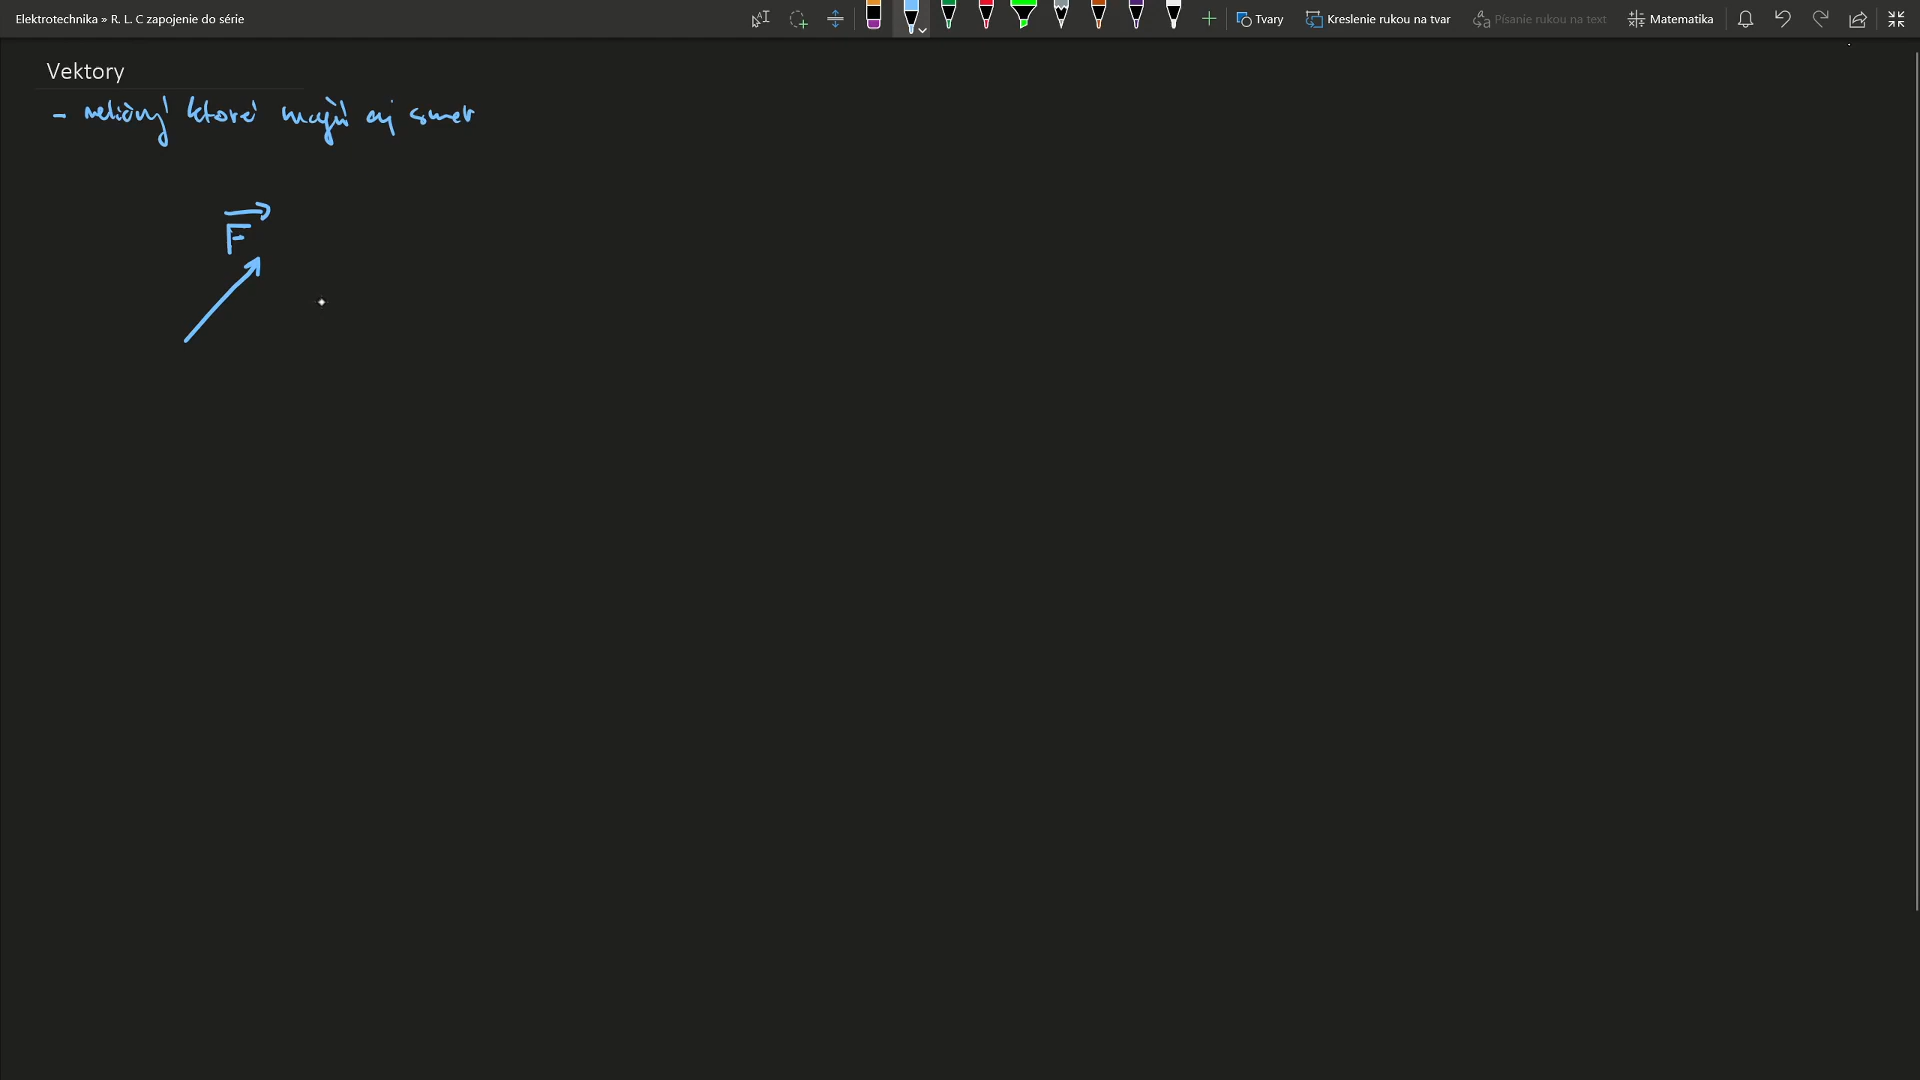 Elektrotechnika » R. L. C zapojenie do série
Tvary
Kreslenie rukou na tvar
Písanie rukou na text
Matematika
Vektory
- veličiny ktoré majú aj smer
F